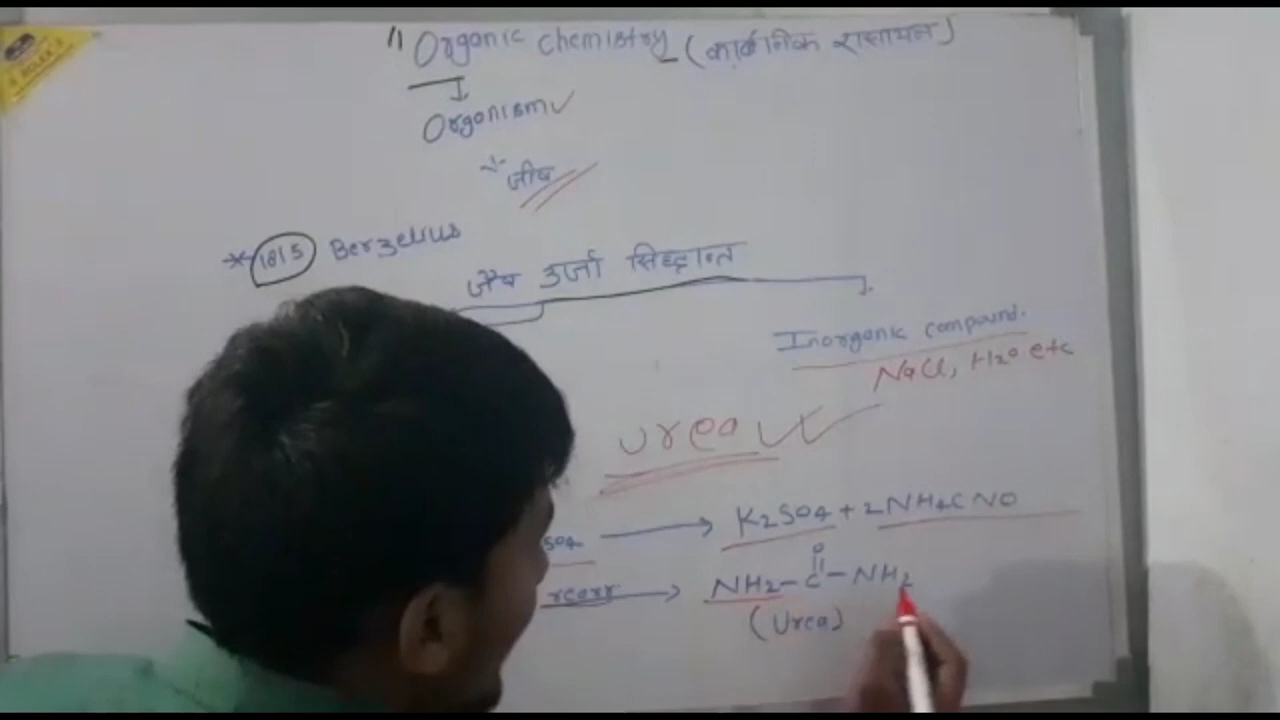 Organic chemistry (कार्बनिक रासायन)
Organism
जीव
* 1815 Berzelius
जैव उर्जा सिद्धान्त
Inorganic compound.
NaCl, H2O etc
Urea
SO4 → K2SO4 + 2NH4CNO
O
→ NH2-C-NH2
(Urea)